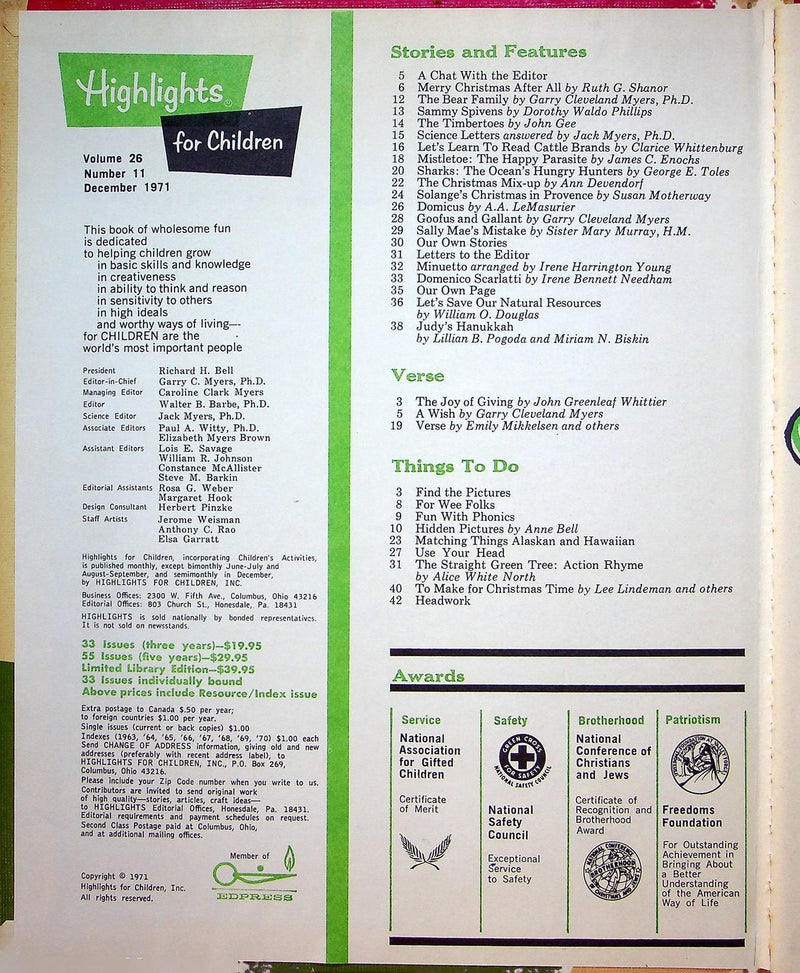 Highlights
for Children
Volume 26
Number 11
December 1971
This book of wholesome fun
is dedicated
to helping children grow
in basic skills and knowledge
in creativeness
in ability to think and reason
in sensitivity to others
in high ideals
and worthy ways of living—
for CHILDREN are the
world's most important people
President Richard H. Bell
Editor-in-Chief Garry C. Myers, Ph.D.
Managing Editor Caroline Clark Myers
Editor Walter B. Barbe, Ph.D.
Science Editor Jack Myers, Ph.D.
Associate Editors Paul A. Witty, Ph.D.
Elizabeth Myers Brown
Assistant Editors Lois E. Savage
William R. Johnson
Constance McAllister
Steve M. Barkin
Editorial Assistants Rosa G. Weber
Margaret Hook
Design Consultant Herbert Pinzke
Staff Artists Jerome Weisman
Anthony C. Rao
Elsa Garratt
Highlights for Children, incorporating Children's Activities,
is published monthly, except bimonthly June-July and
August-September, and semimonthly in December,
by HIGHLIGHTS FOR CHILDREN, INC.
Business Offices: 2300 W. Fifth Ave., Columbus, Ohio 43216
Editorial Offices: 803 Church St., Honesdale, Pa. 18431
HIGHLIGHTS is sold nationally by bonded representatives.
It is not sold on newsstands.
33 Issues (three years)—$19.95
55 Issues (five years)—$29.95
Limited Library Edition—$39.95
33 Issues individually bound
Above prices include Resource/Index issue
Extra postage to Canada $.50 per year;
to foreign countries $1.00 per year.
Single issues (current or back copies) $1.00
Indexes (1963, '64, '65, '66, '67, '68, '69, '70) $1.00 each
Send CHANGE OF ADDRESS information, giving old and new
addresses (preferably with recent address label), to
HIGHLIGHTS FOR CHILDREN, INC., P.O. Box 269,
Columbus, Ohio 43216.
Please include your Zip Code number when you write to us.
Contributors are invited to send original work
of high quality—stories, articles, craft ideas—
to HIGHLIGHTS Editorial Offices, Honesdale, Pa. 18431.
Editorial requirements and payment schedules on request.
Second Class Postage paid at Columbus, Ohio,
and at additional mailing offices.
Member of
EDPRESS
Copyright © 1971
Highlights for Children, Inc.
All rights reserved.
Stories and Features
5 A Chat With the Editor
6 Merry Christmas After All by Ruth G. Shanor
12 The Bear Family by Garry Cleveland Myers, Ph.D.
13 Sammy Spivens by Dorothy Waldo Phillips
14 The Timbertoes by John Gee
15 Science Letters answered by Jack Myers, Ph.D.
16 Let's Learn To Read Cattle Brands by Clarice Whittenburg
18 Mistletoe: The Happy Parasite by James C. Enochs
20 Sharks: The Ocean's Hungry Hunters by George E. Toles
22 The Christmas Mix-up by Ann Devendorf
24 Solange's Christmas in Provence by Susan Motherway
26 Domicus by A.A. LeMasurier
28 Goofus and Gallant by Garry Cleveland Myers
29 Sally Mae's Mistake by Sister Mary Murray, H.M.
30 Our Own Stories
31 Letters to the Editor
32 Minuetto arranged by Irene Harrington Young
33 Domenico Scarlatti by Irene Bennett Needham
35 Our Own Page
36 Let's Save Our Natural Resources
by William O. Douglas
38 Judy's Hanukkah
by Lillian B. Pogoda and Miriam N. Biskin
Verse
3 The Joy of Giving by John Greenleaf Whittier
5 A Wish by Garry Cleveland Myers
19 Verse by Emily Mikkelsen and others
Things To Do
3 Find the Pictures
8 For Wee Folks
9 Fun With Phonics
10 Hidden Pictures by Anne Bell
23 Matching Things Alaskan and Hawaiian
27 Use Your Head
31 The Straight Green Tree: Action Rhyme
by Alice White North
40 To Make for Christmas Time by Lee Lindeman and others
42 Headwork
Awards
Service
National
Association
for Gifted
Children
Certificate
of Merit
Safety
GREEN CROSS
FOR SAFETY
NATIONAL SAFETY COUNCIL
National
Safety
Council
Exceptional
Service
to Safety
Brotherhood
National
Conference of
Christians
and Jews
Certificate of
Recognition and
Brotherhood
Award
NATIONAL CONFERENCE
BROTHERHOOD
OF CHRISTIANS AND JEWS
Patriotism
Freedoms
Foundation
For Outstanding
Achievement in
Bringing About
a Better
Understanding
of the American
Way of Life